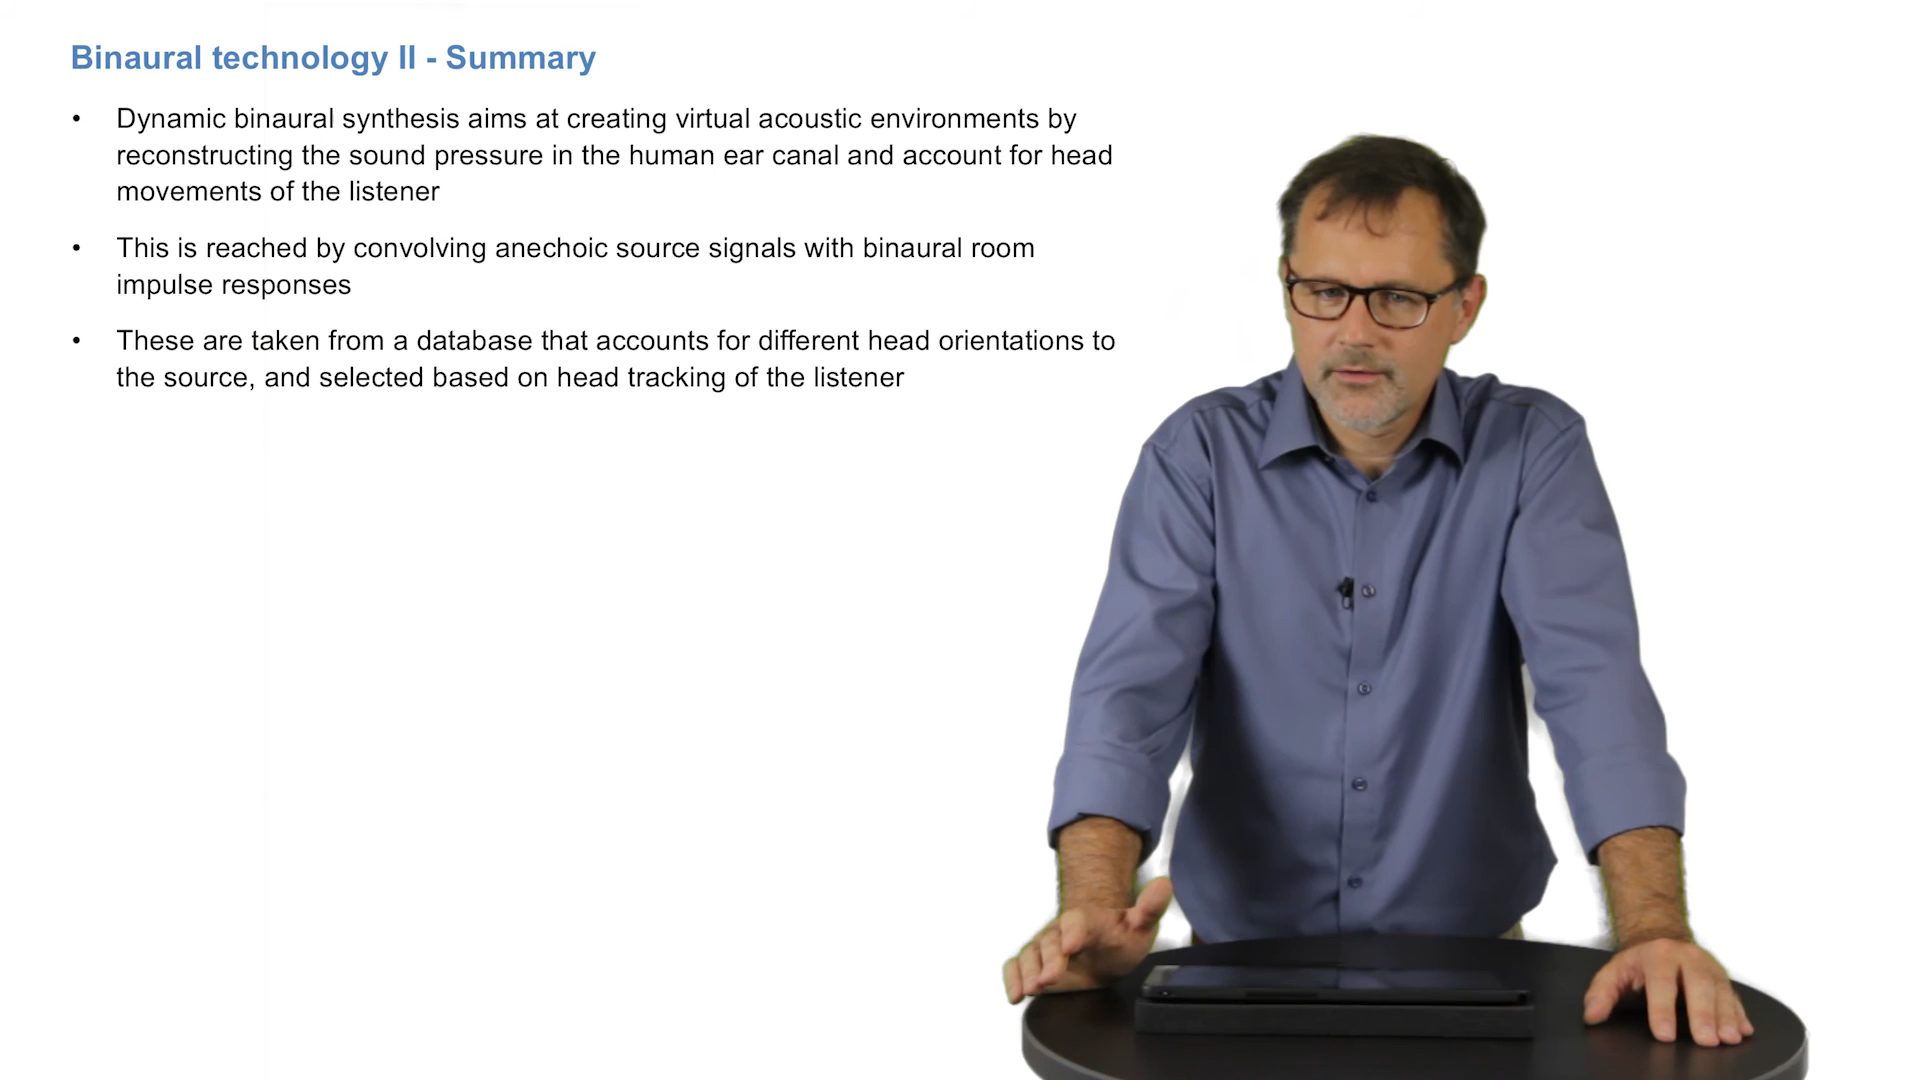 Binaural technology II - Summary
• Dynamic binaural synthesis aims at creating virtual acoustic environments by
reconstructing the sound pressure in the human ear canal and account for head
movements of the listener
• This is reached by convolving anechoic source signals with binaural room
impulse responses
• These are taken from a database that accounts for different head orientations to
the source, and selected based on head tracking of the listener